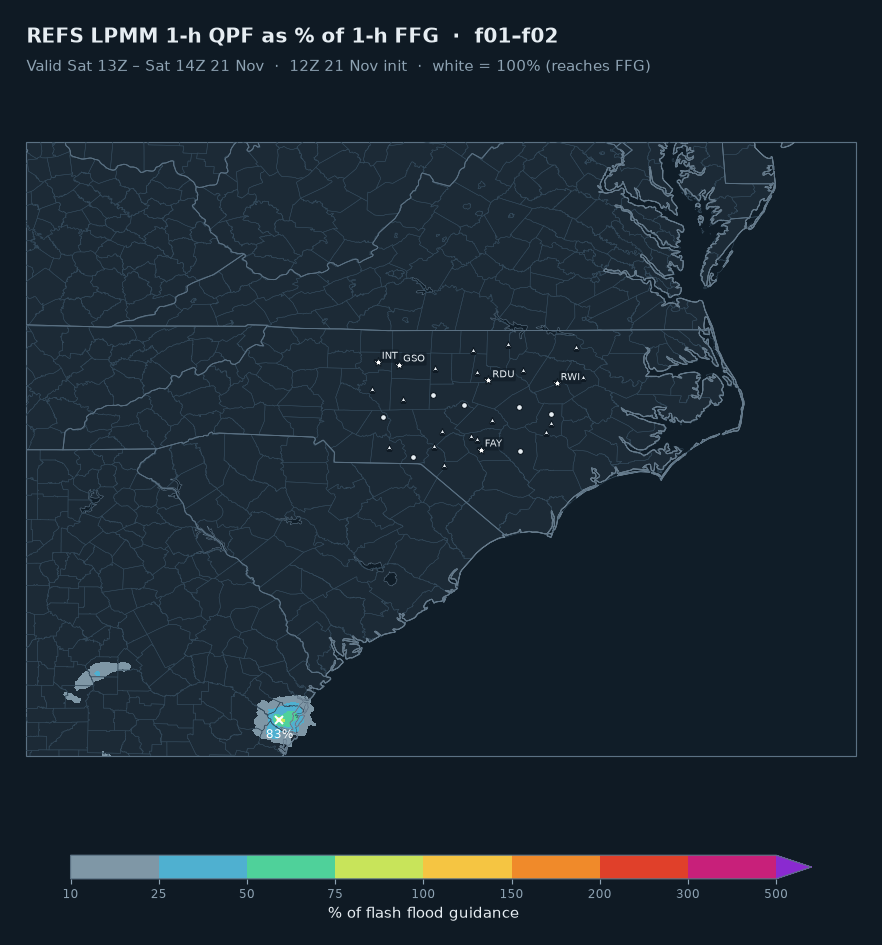 REFS LPMM 1-h QPF as % of 1-h FFG · f01–f02
Valid Sat 13Z – Sat 14Z 21 Nov · 12Z 21 Nov init · white = 100% (reaches FFG)
INT
GSO
RDU
RWI
FAY
83%
10 25 50 75 100 150 200 300 500
% of flash flood guidance